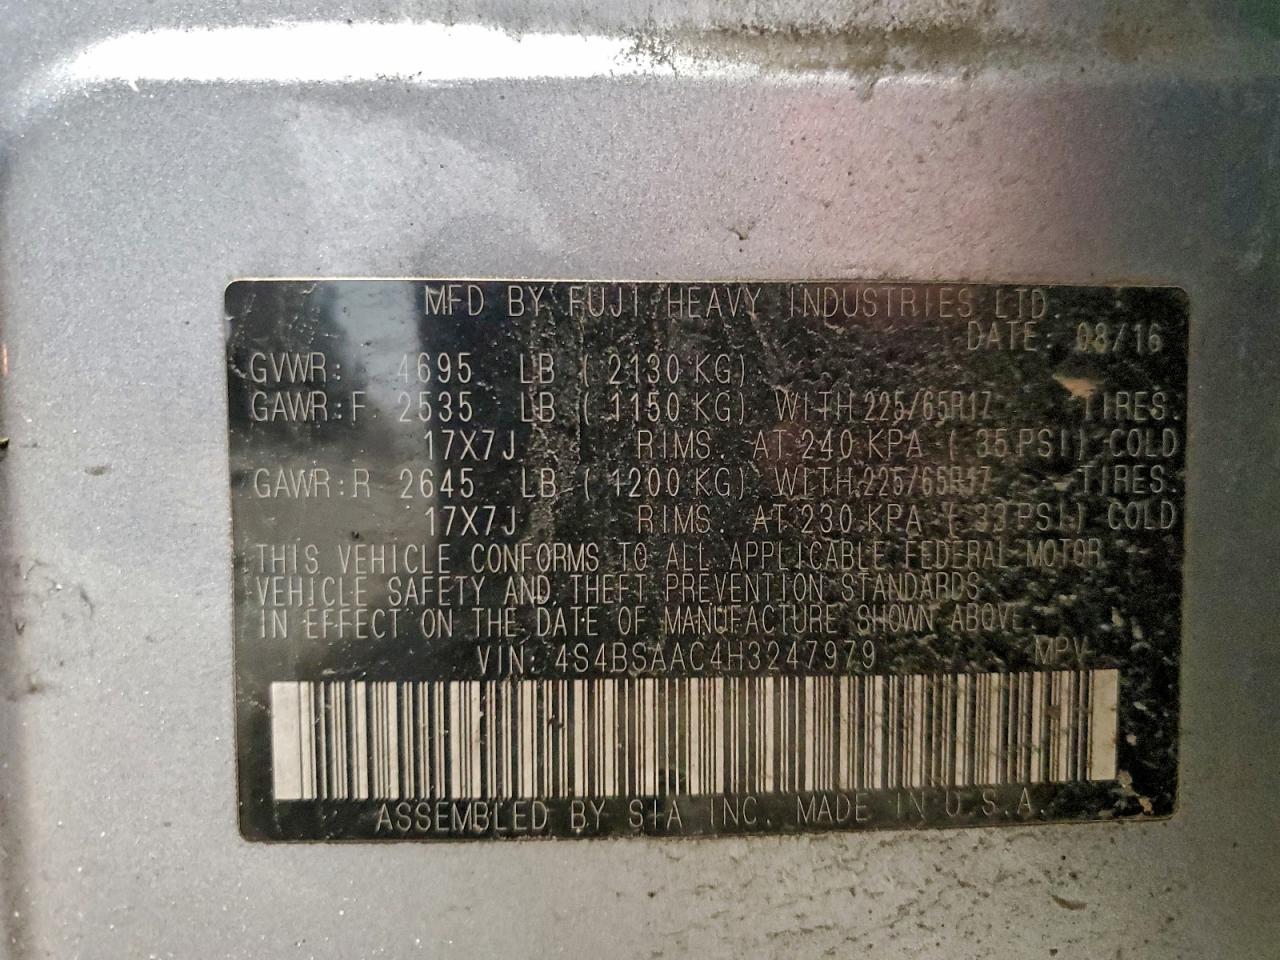 MFD BY FUJI HEAVY INDUSTRIES LTD.
DATE: 08/16
GVWR: 4695 LB ( 2130 KG)
GAWR:F 2535 LB ( 1150 KG) WITH 225/65R17 TIRES.
17X7J RIMS. AT 240 KPA ( 35 PSI) COLD
GAWR:R 2645 LB ( 1200 KG) WITH 225/65R17 TIRES.
17X7J RIMS. AT 230 KPA ( 33 PSI) COLD
THIS VEHICLE CONFORMS TO ALL APPLICABLE FEDERAL MOTOR
VEHICLE SAFETY AND THEFT PREVENTION STANDARDS
IN EFFECT ON THE DATE OF MANUFACTURE SHOWN ABOVE.
VIN: 4S4BSAAC4H3247979 MPV
ASSEMBLED BY SIA INC. MADE IN U.S.A.